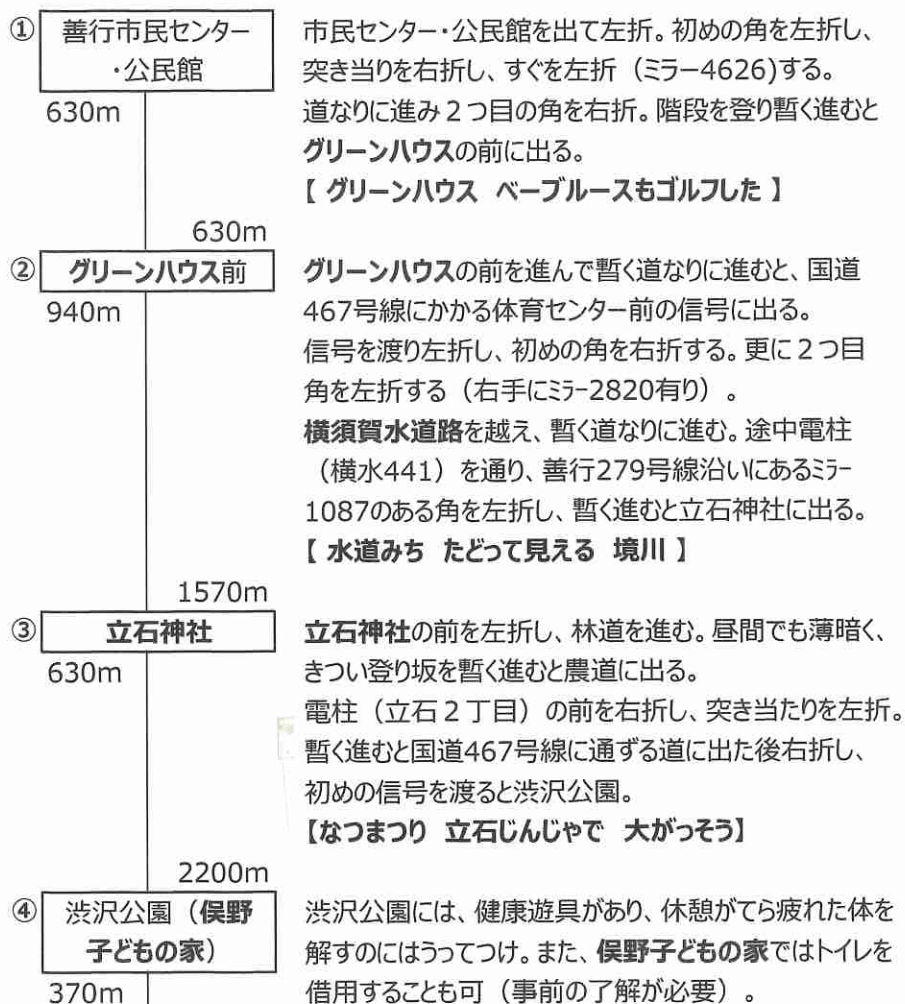 ① 善行市民センター
・公民館
市民センター・公民館を出て左折。初めの角を左折し、
突き当りを右折し、すぐを左折（ミラー4626)する。
630m
道なりに進み２つ目の角を右折。階段を登り暫く進むと
グリーンハウスの前に出る。
【 グリーンハウス ベーブルースもゴルフした 】
630m
② グリーンハウス前
グリーンハウスの前を進んで暫く道なりに進むと、国道
940m
467号線にかかる体育センター前の信号に出る。
信号を渡り左折し、初めの角を右折する。更に２つ目
角を左折する（右手にミラー2820有り）。
横須賀水道路を越え、暫く道なりに進む。途中電柱
（横水441）を通り、善行279号線沿いにあるミラー
1087のある角を左折し、暫く進むと立石神社に出る。
【 水道みち たどって見える 境川 】
1570m
③ 立石神社
立石神社の前を左折し、林道を進む。昼間でも薄暗く、
630m
きつい登り坂を暫く進むと農道に出る。
電柱（立石２丁目）の前を右折し、突き当たりを左折。
暫く進むと国道467号線に通ずる道に出た後右折し、
初めの信号を渡ると渋沢公園。
【なつまつり 立石じんじゃで 大がっそう】
2200m
④ 渋沢公園（俣野
子どもの家）
渋沢公園には、健康遊具があり、休憩がてら疲れた体を
解すのにはうってつけ。また、俣野子どもの家ではトイレを
370m
借用することも可（事前の了解が必要）。